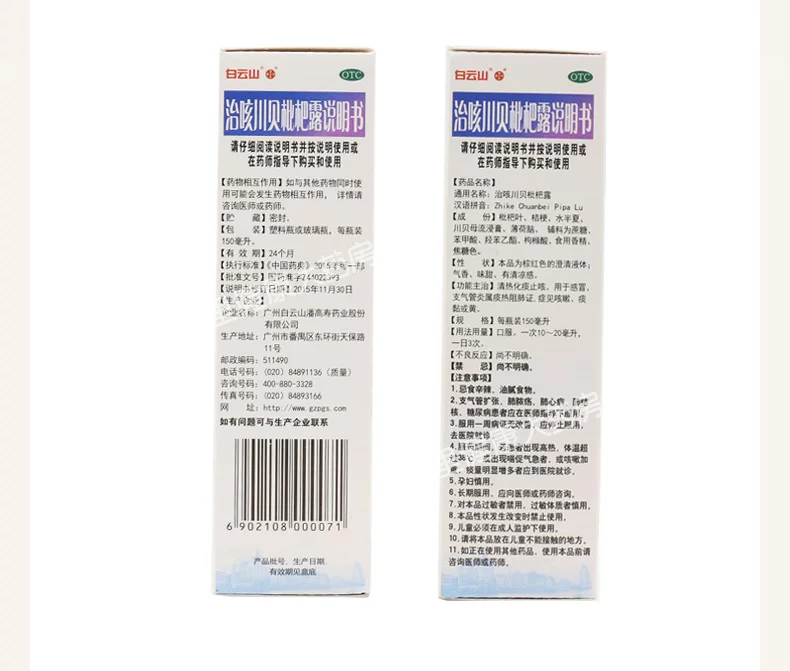 白云山
OTC
治咳川贝枇杷露说明书
请仔细阅读说明书并按说明使用或
在药师指导下购买和使用
【药物相互作用】如与其他药物同时使
用可能会发生药物相互作用, 详情请
咨询医师或药师。
【贮 藏】密封。
【包 装】塑料瓶或玻璃瓶，每瓶装
150毫升。
【有 效 期】24个月
【执行标准】《中国药典》2015年版一部
【批准文号】国药准字
【说明书修订日期】2015年11月30日
【生产企业】
企业名称：广州白云山潘高寿药业股份
有限公司
生产地址：广州市番禺区东环街天保路
11号
邮政编码：511490
电话号码：(020) 84891136 (质量)
咨询号码：400-880-3328
传真号码：(020) 84893166
网 址：http://www.gzpgs.com
如有问题可与生产企业联系
6 902108 000071
产品批号、生产日期、
有效期见盒底
白云山
OTC
治咳川贝枇杷露说明书
请仔细阅读说明书并按说明使用或
在药师指导下购买和使用
【药品名称】
通用名称：治咳川贝枇杷露
汉语拼音：Zhike Chuanbei Pipa Lu
【成 份】枇杷叶、桔梗、水半夏、
川贝母流浸膏、薄荷脑。 辅料为蔗糖、
苯甲酸、羟苯乙酯、枸橼酸、食用香精、
焦糖色。
【性 状】本品为棕红色的澄清液体；
气香、味甜、有清凉感。
【功能主治】清热化痰止咳。用于感冒、
支气管炎属痰热阻肺证, 症见咳嗽、痰
黏或黄。
【规 格】每瓶装150毫升
【用法用量】口服。一次10～20毫升，
一日3次。
【不良反应】尚不明确。
【禁 忌】尚不明确。
【注意事项】
1.忌食辛辣、油腻食物。
2.支气管扩张、肺脓疡、肺心病、肺结
核、糖尿病患者应在医师指导下服用。
3.服用一周病证无改善，应停止服用，
去医院就诊。
4.服药期间，若患者出现高热，体温超
过38℃，或出现喘促气急者，或咳嗽加
重，痰量明显增多者应到医院就诊。
5.孕妇慎用。
6.长期服用，应向医师或药师咨询。
7.对本品过敏者禁用，过敏体质者慎用。
8.本品性状发生改变时禁止使用。
9.儿童必须在成人监护下使用。
10.请将本品放在儿童不能接触的地方。
11.如正在使用其他药品，使用本品前请
咨询医师或药师。